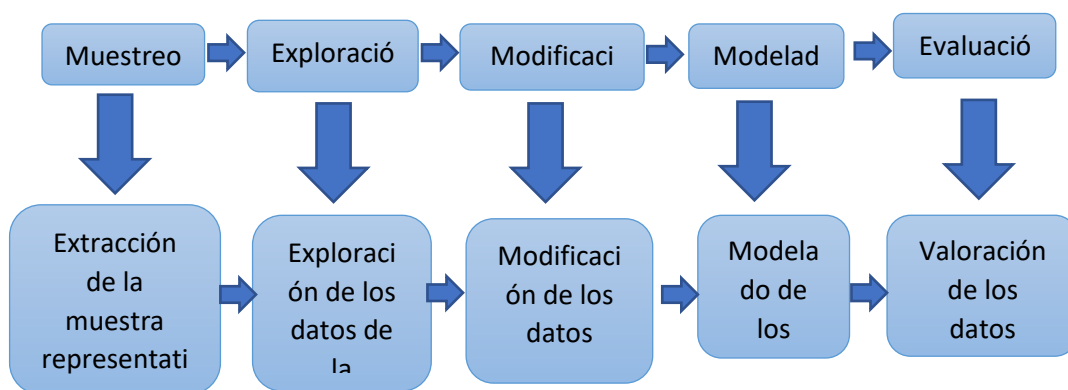 Muestreo
Exploració
Modificaci
Modelad
Evaluació
Extracción
de la
muestra
representati
Exploraci
ón de los
datos de
la
Modificaci
ón de los
datos
Modela
do de
los
Valoración
de los
datos